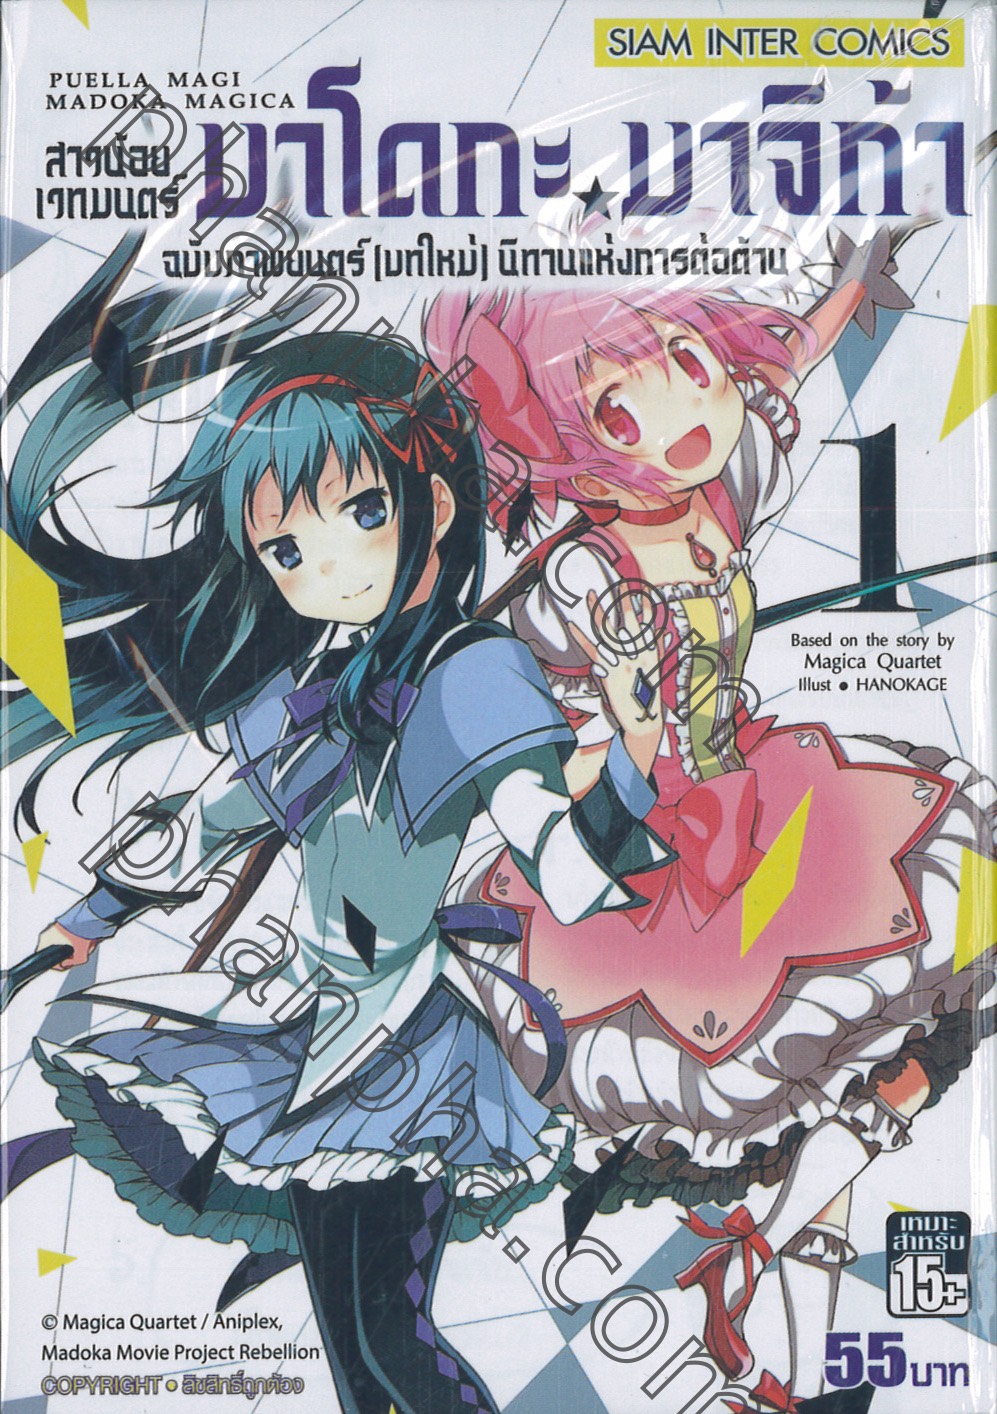 SIAM INTER COMICS
PUELLA MAGI
MADOKA MAGICA
สาวน้อย
เวทมนตร์
มาโดกะ★มาจิก้า
ฉบับภาพยนตร์ [บทใหม่] นิทานแห่งการต่อต้าน
1
Based on the story by
Magica Quartet
Illust ● HANOKAGE
phanpha.com
phanpha.com
เหมาะ
สำหรับ
15+
© Magica Quartet / Aniplex,
Madoka Movie Project Rebellion
COPYRIGHT ● ลิขสิทธิ์ถูกต้อง
55 บาท